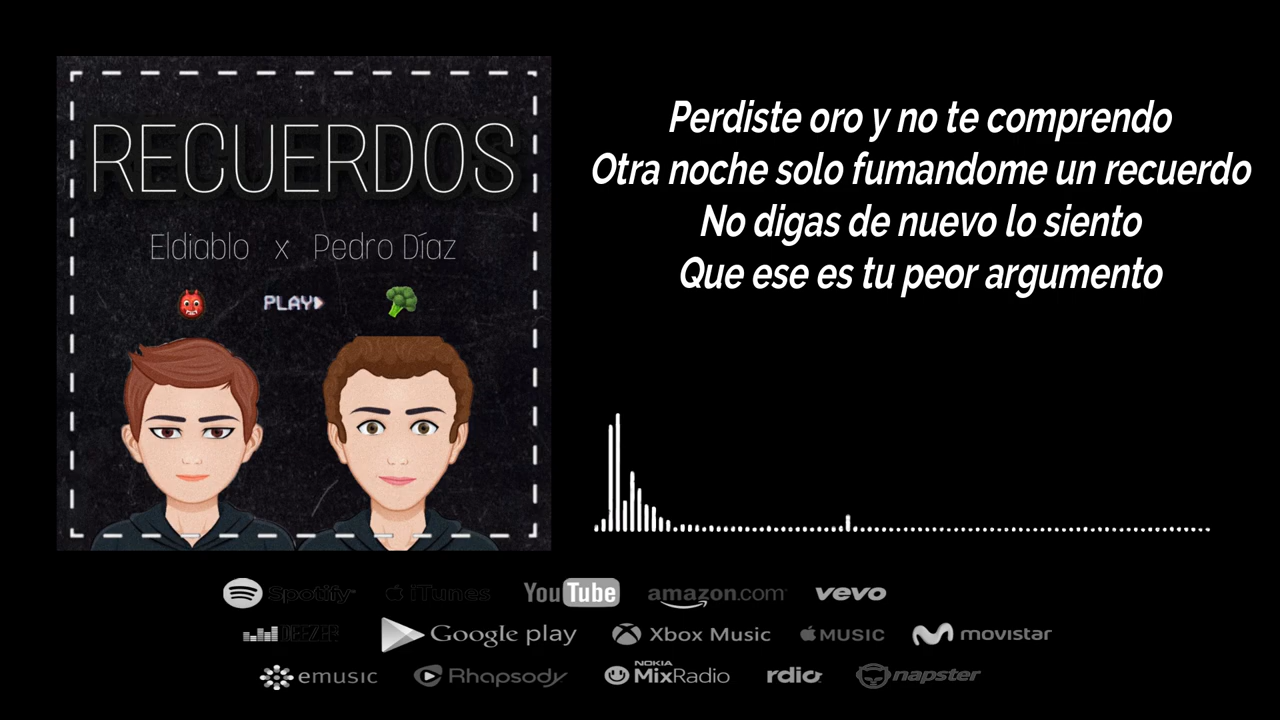 RECUERDOS
Eldiablo x Pedro Díaz
PLAY
Perdiste oro y no te comprendo
Otra noche solo fumandome un recuerdo
No digas de nuevo lo siento
Que ese es tu peor argumento
Spotify iTunes YouTube amazon.com vevo
DEEZER Google play Xbox Music MUSIC movistar
emusic Rhapsody NOKIA MixRadio rdio napster